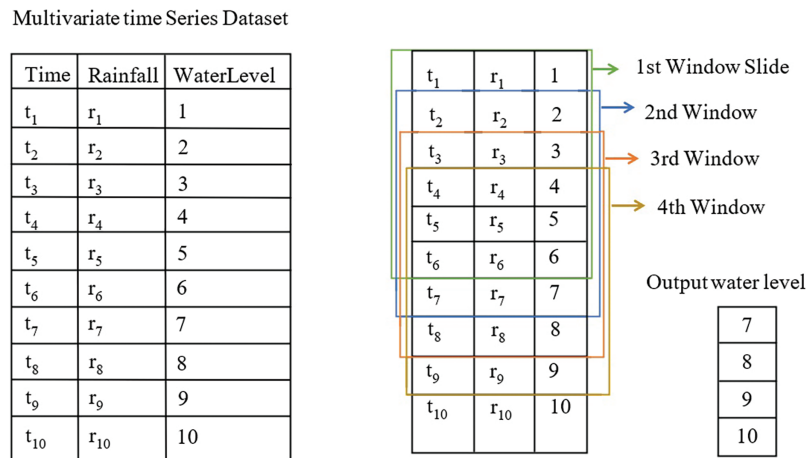 Multivariate time Series Dataset
Time Rainfall WaterLevel
t1 r1 1
t2 r2 2
t3 r3 3
t4 r4 4
t5 r5 5
t6 r6 6
t7 r7 7
t8 r8 8
t9 r9 9
t10 r10 10
t1 r1 1
t2 r2 2
t3 r3 3
t4 r4 4
t5 r5 5
t6 r6 6
t7 r7 7
t8 r8 8
t9 r9 9
t10 r10 10
1st Window Slide
2nd Window
3rd Window
4th Window
Output water level
7
8
9
10